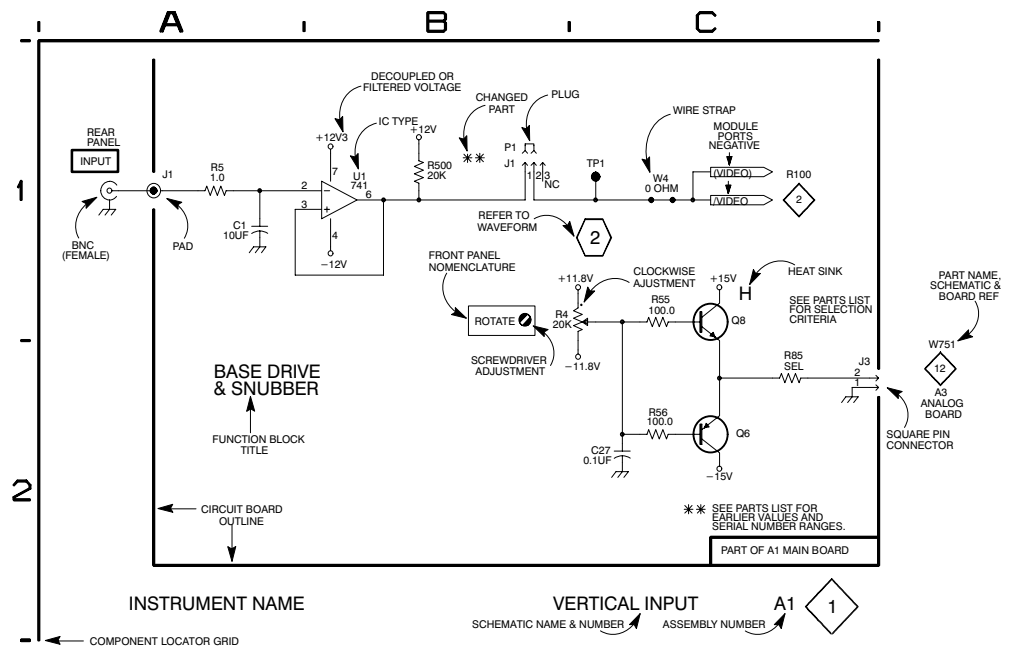 A B C
1
2
REAR
PANEL
INPUT
BNC
(FEMALE)
J1
PAD
R5
1.0
C1
10UF
DECOUPLED OR
FILTERED VOLTAGE
+12V3
IC TYPE
U1
741
7
2
−
3
+
6
4
−12V
+12V
R500
20K
CHANGED
PART
**
PLUG
P1
J1
1 2 3
NC
TP1
WIRE STRAP
W4
0 OHM
MODULE
PORTS
NEGATIVE
(VIDEO)
/VIDEO
R100
2
REFER TO
WAVEFORM
2
FRONT PANEL
NOMENCLATURE
ROTATE
SCREWDRIVER
ADJUSTMENT
+11.8V
CLOCKWISE
AJUSTMENT
R4
20K
−11.8V
R55
100.0
+15V
H
HEAT SINK
SEE PARTS LIST
FOR SELECTION
CRITERIA
Q8
R85
SEL
J3
2
1
PART NAME,
SCHEMATIC &
BOARD REF
W751
12
A3
ANALOG
BOARD
SQUARE PIN
CONNECTOR
R56
100.0
Q6
C27
0.1UF
−15V
BASE DRIVE
& SNUBBER
FUNCTION BLOCK
TITLE
CIRCUIT BOARD
OUTLINE
** SEE PARTS LIST FOR
EARLIER VALUES AND
SERIAL NUMBER RANGES.
PART OF A1 MAIN BOARD
INSTRUMENT NAME
VERTICAL INPUT
A1
1
SCHEMATIC NAME & NUMBER
ASSEMBLY NUMBER
COMPONENT LOCATOR GRID